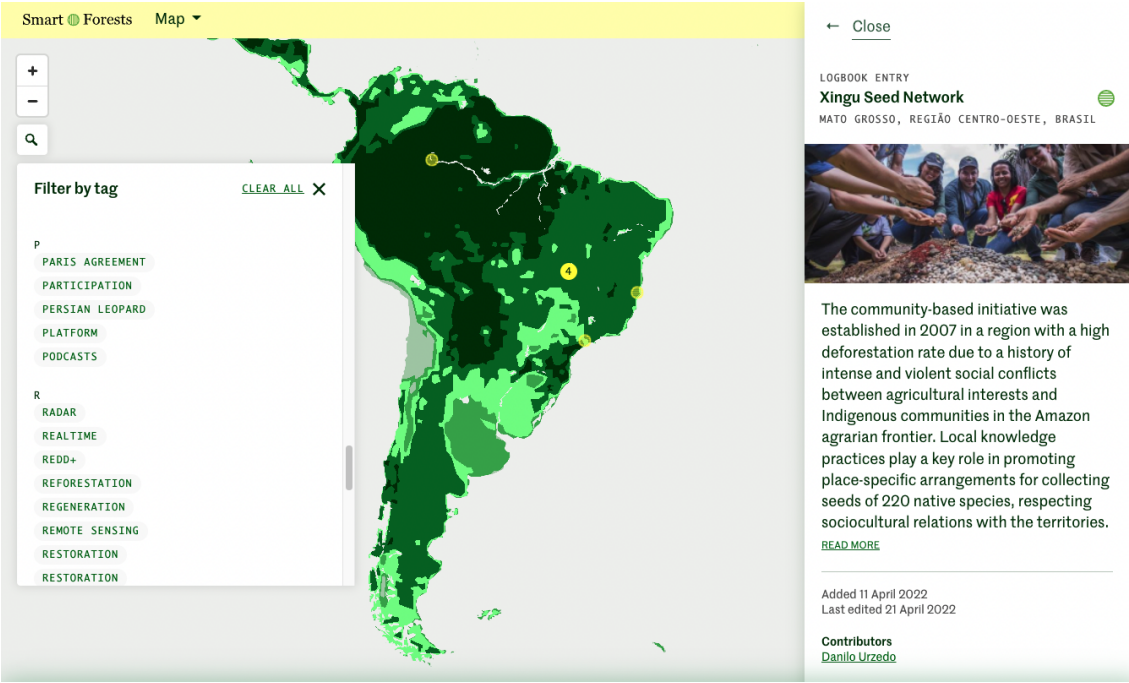 Smart Forests Map
+
−
Filter by tag CLEAR ALL
P
PARIS AGREEMENT
PARTICIPATION
PERSIAN LEOPARD
PLATFORM
PODCASTS
R
RADAR
REALTIME
REDD+
REFORESTATION
REGENERATION
REMOTE SENSING
RESTORATION
RESTORATION
4
← Close
LOGBOOK ENTRY
Xingu Seed Network
MATO GROSSO, REGIÃO CENTRO-OESTE, BRASIL
The community-based initiative was
established in 2007 in a region with a high
deforestation rate due to a history of
intense and violent social conflicts
between agricultural interests and
Indigenous communities in the Amazon
agrarian frontier. Local knowledge
practices play a key role in promoting
place-specific arrangements for collecting
seeds of 220 native species, respecting
sociocultural relations with the territories.
READ MORE
Added 11 April 2022
Last edited 21 April 2022
Contributors
Danilo Urzedo